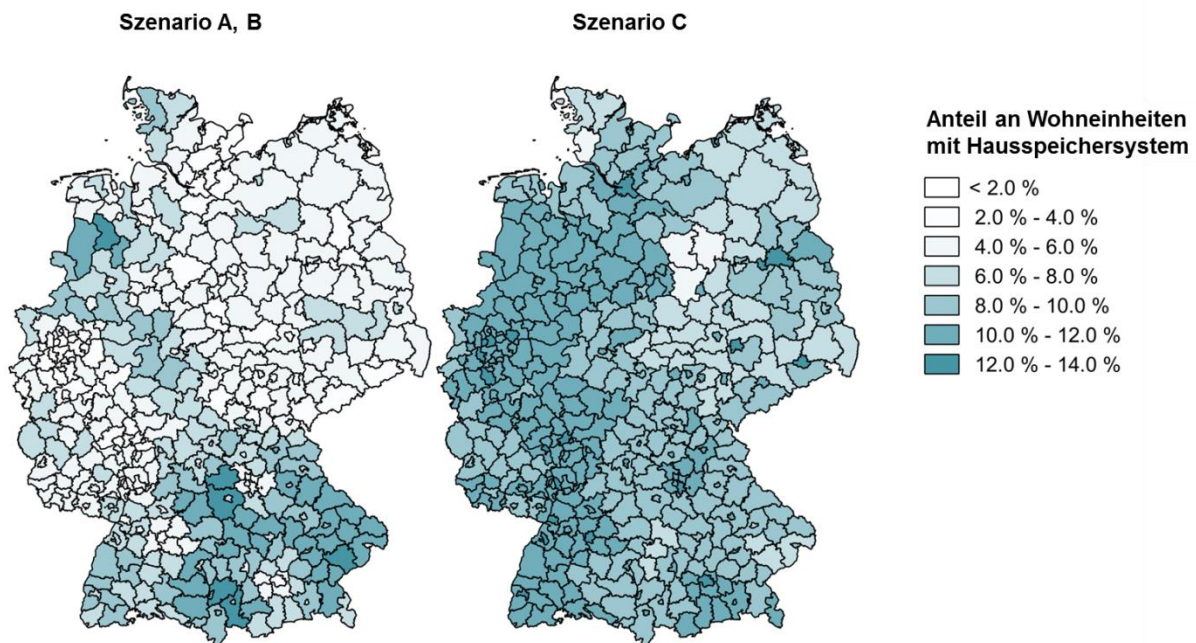 Szenario A, B
Szenario C
Anteil an Wohneinheiten
mit Hausspeichersystem
< 2.0 %
2.0 % - 4.0 %
4.0 % - 6.0 %
6.0 % - 8.0 %
8.0 % - 10.0 %
10.0 % - 12.0 %
12.0 % - 14.0 %